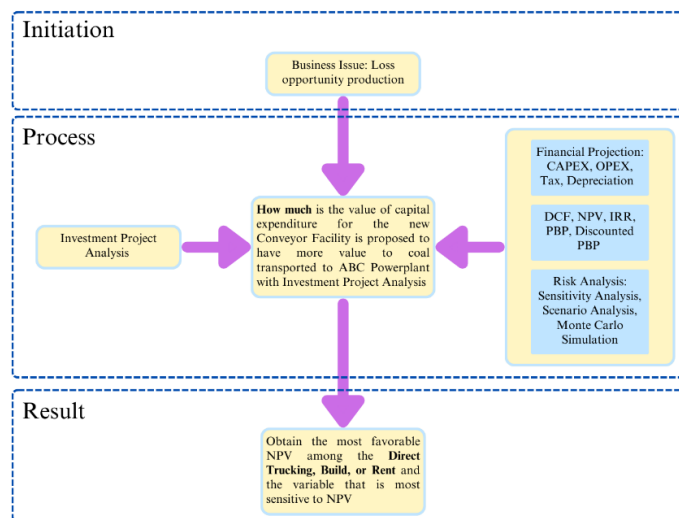 Initiation
Business Issue: Loss
opportunity production
Process
Financial Projection:
CAPEX, OPEX,
Tax, Depreciation
DCF, NPV, IRR,
PBP, Discounted
PBP
Risk Analysis:
Sensitivity Analysis,
Scenario Analysis,
Monte Carlo
Simulation
Investment Project
Analysis
How much is the value of capital
expenditure for the new
Conveyor Facility is proposed to
have more value to coal
transported to ABC Powerplant
with Investment Project Analysis
Result
Obtain the most favorable
NPV among the Direct
Trucking, Build, or Rent and
the variable that is most
sensitive to NPV